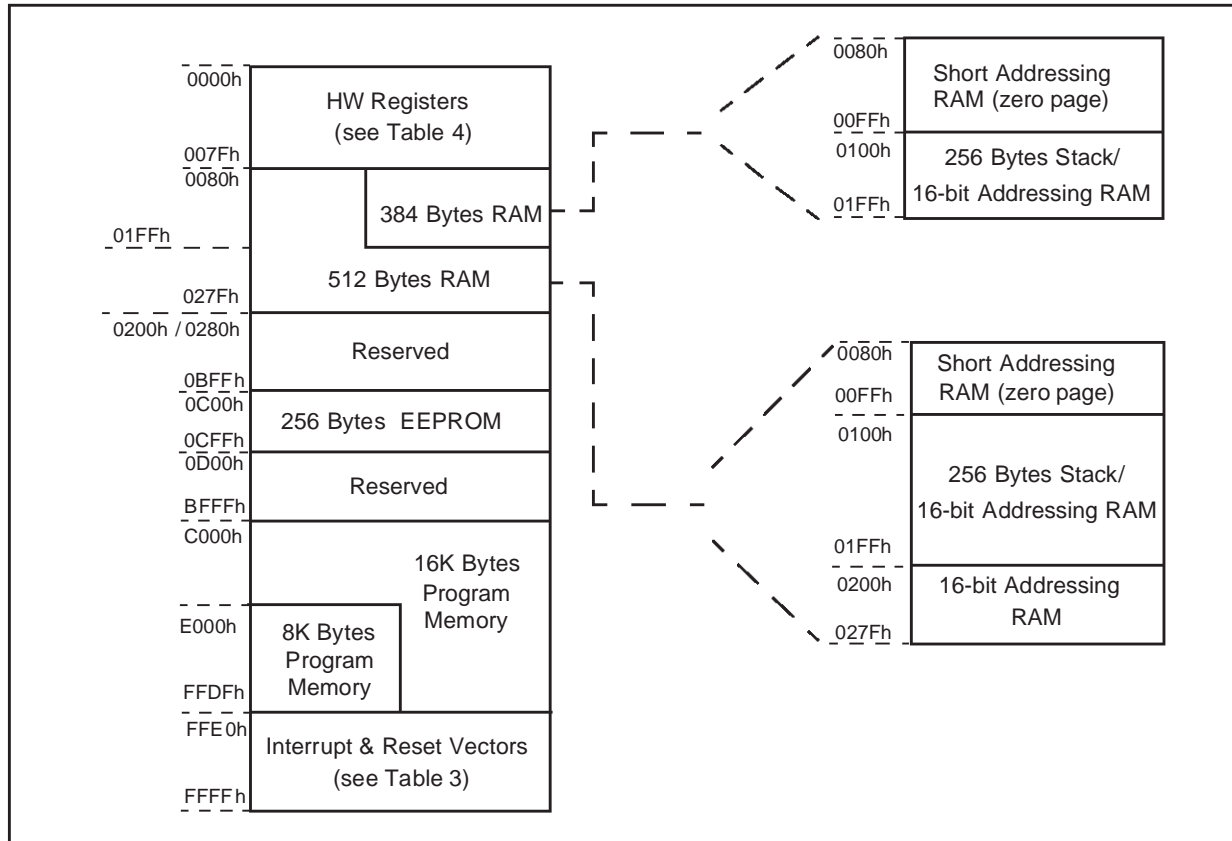 0000h
HW Registers
(see Table 4)
007Fh
0080h
384 Bytes RAM
01FFh
512 Bytes RAM
027Fh
0200h / 0280h
Reserved
0BFFh
0C00h
256 Bytes EEPROM
0CFFh
0D00h
Reserved
BFFFh
C000h
16K Bytes
Program
Memory
E000h
8K Bytes
Program
Memory
FFDFh
FFE0h
Interrupt & Reset Vectors
(see Table 3)
FFFFh
0080h
Short Addressing
RAM (zero page)
00FFh
0100h
256 Bytes Stack/
16-bit Addressing RAM
01FFh
0080h
Short Addressing
RAM (zero page)
00FFh
0100h
256 Bytes Stack/
16-bit Addressing RAM
01FFh
0200h
16-bit Addressing
RAM
027Fh